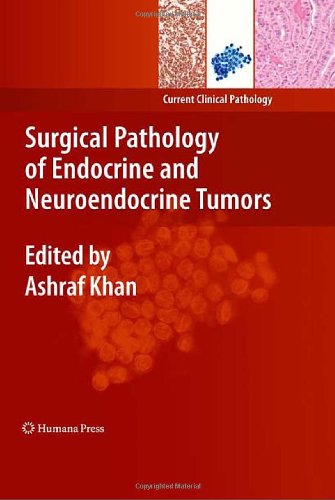 Current Clinical Pathology
Surgical Pathology
of Endocrine and
Neuroendocrine Tumors
Edited by
Ashraf Khan
Humana Press